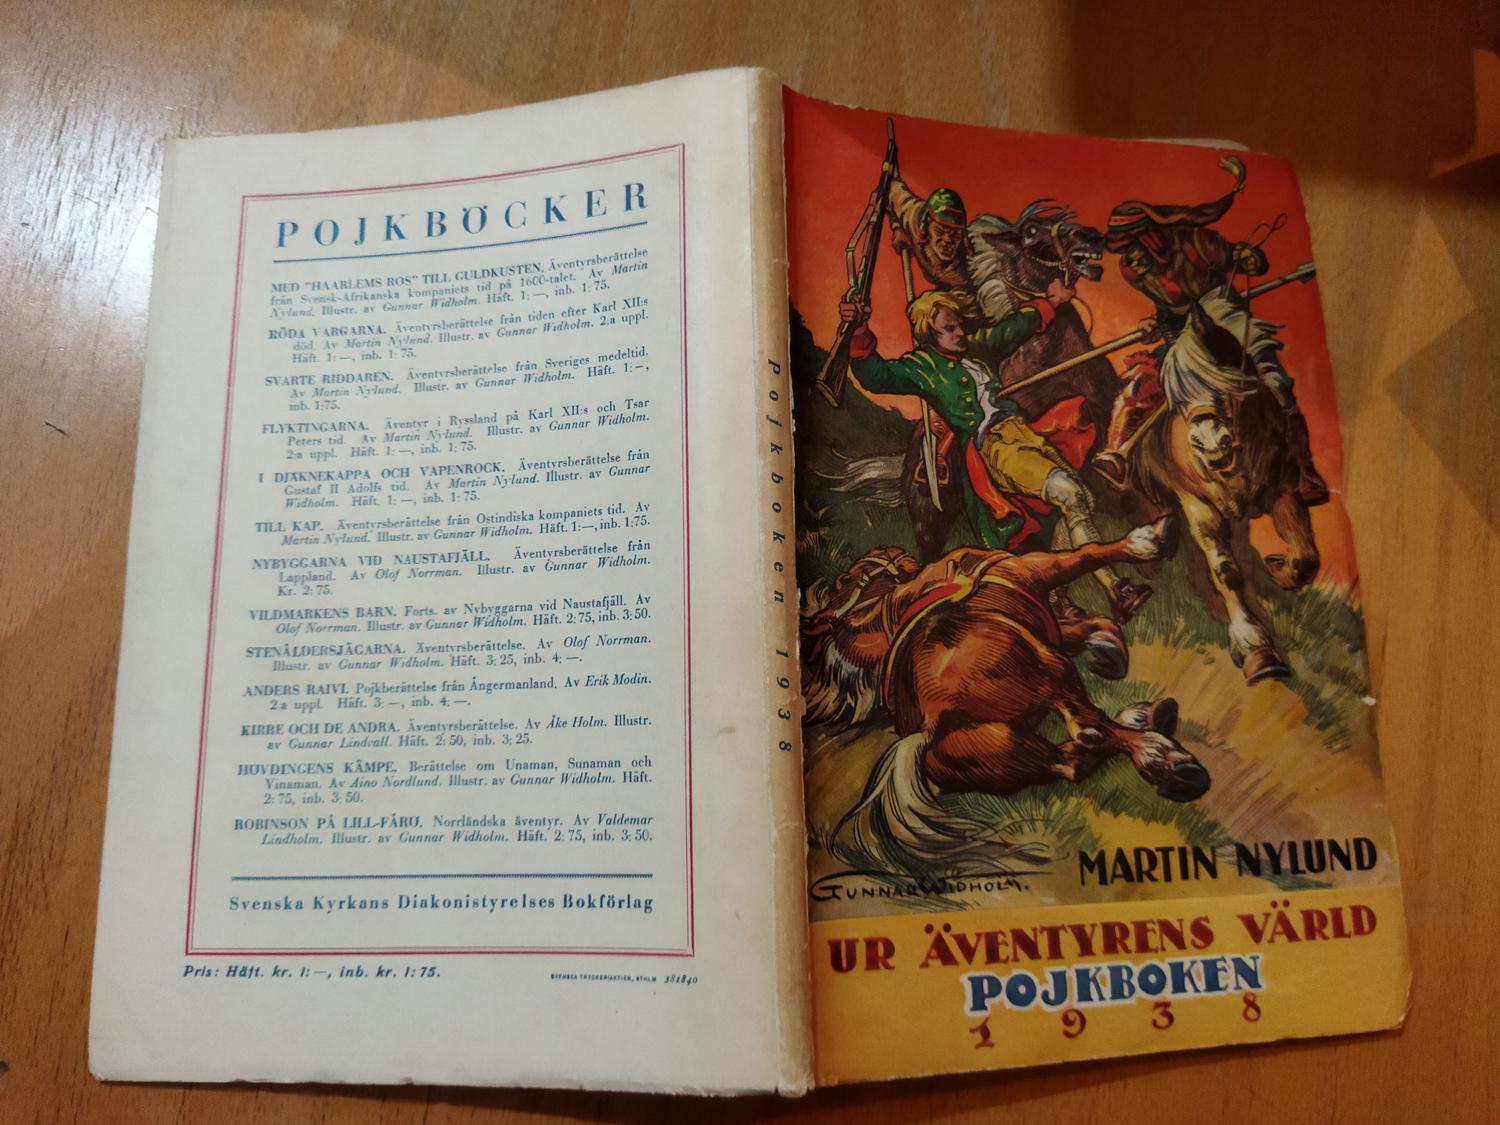 POJKBÖCKER
MED "HAARLEMS ROS" TILL GULDKUSTEN. Äventyrsberättelse
från Svensk-Afrikanska kompaniets tid på 1600-talet. Av Martin
Nylund. Illustr. av Gunnar Widholm. Häft. 1: —, inb. 1: 75.
RÖDA VARGARNA. Äventyrsberättelse från tiden efter Karl XII:s
död. Av Martin Nylund. Illustr. av Gunnar Widholm. 2:a uppl.
Häft. 1: —, inb. 1: 75.
SVARTE RIDDAREN. Äventyrsberättelse från Sveriges medeltid.
Av Martin Nylund. Illustr. av Gunnar Widholm. Häft. 1: –,
inb. 1:75.
FLYKTINGARNA. Äventyr i Ryssland på Karl XII:s och Tsar
Peters tid. Av Martin Nylund. Illustr. av Gunnar Widholm.
2:a uppl. Häft. 1: —, inb. 1: 75.
I DJÄKNEKAPPA OCH VAPENROCK. Äventyrsberättelse från
Gustaf II Adolfs tid. Av Martin Nylund. Illustr. av Gunnar
Widholm. Häft. 1: —, inb. 1: 75.
TILL KAP. Äventyrsberättelse från Ostindiska kompaniets tid. Av
Martin Nylund. Illustr. av Gunnar Widholm. Häft. 1:—, inb. 1:75.
NYBYGGARNA VID NAUSTAFJÄLL. Äventyrsberättelse från
Lappland. Av Olof Norrman. Illustr. av Gunnar Widholm.
Kr. 2: 75.
VILDMARKENS BARN. Forts. av Nybyggarna vid Naustafjäll. Av
Olof Norrman. Illustr. av Gunnar Widholm. Häft. 2: 75, inb. 3: 50.
STENÅLDERSJÄGARNA. Äventyrsberättelse. Av Olof Norrman.
Illustr. av Gunnar Widholm. Häft. 3: 25, inb. 4: —.
ANDERS RAIVI. Pojkberättelse från Ångermanland. Av Erik Modin.
2:a uppl. Häft. 3: —, inb. 4: —.
KIRRE OCH DE ANDRA. Äventyrsberättelse. Av Åke Holm. Illustr.
av Gunnar Lindvall. Häft. 2: 50, inb. 3: 25.
HÖVDINGENS KÄMPE. Berättelse om Unaman, Sunaman och
Vinaman. Av Aino Nordlund. Illustr. av Gunnar Widholm. Häft.
2: 75, inb. 3: 50.
ROBINSON PÅ LILL-FÅRÖ. Norrländska äventyr. Av Valdemar
Lindholm. Illustr. av Gunnar Widholm. Häft. 2: 75, inb. 3: 50.
Svenska Kyrkans Diakonistyrelses Bokförlag
Pris: Häft. kr. 1: —, inb. kr. 1: 75.
SVENSKA TRYCKERIAKTIEB., STHLM 381840
Pojkboken 1938
GUNNAR WIDHOLM.
MARTIN NYLUND
UR ÄVENTYRENS VÄRLD
POJKBOKEN
1938